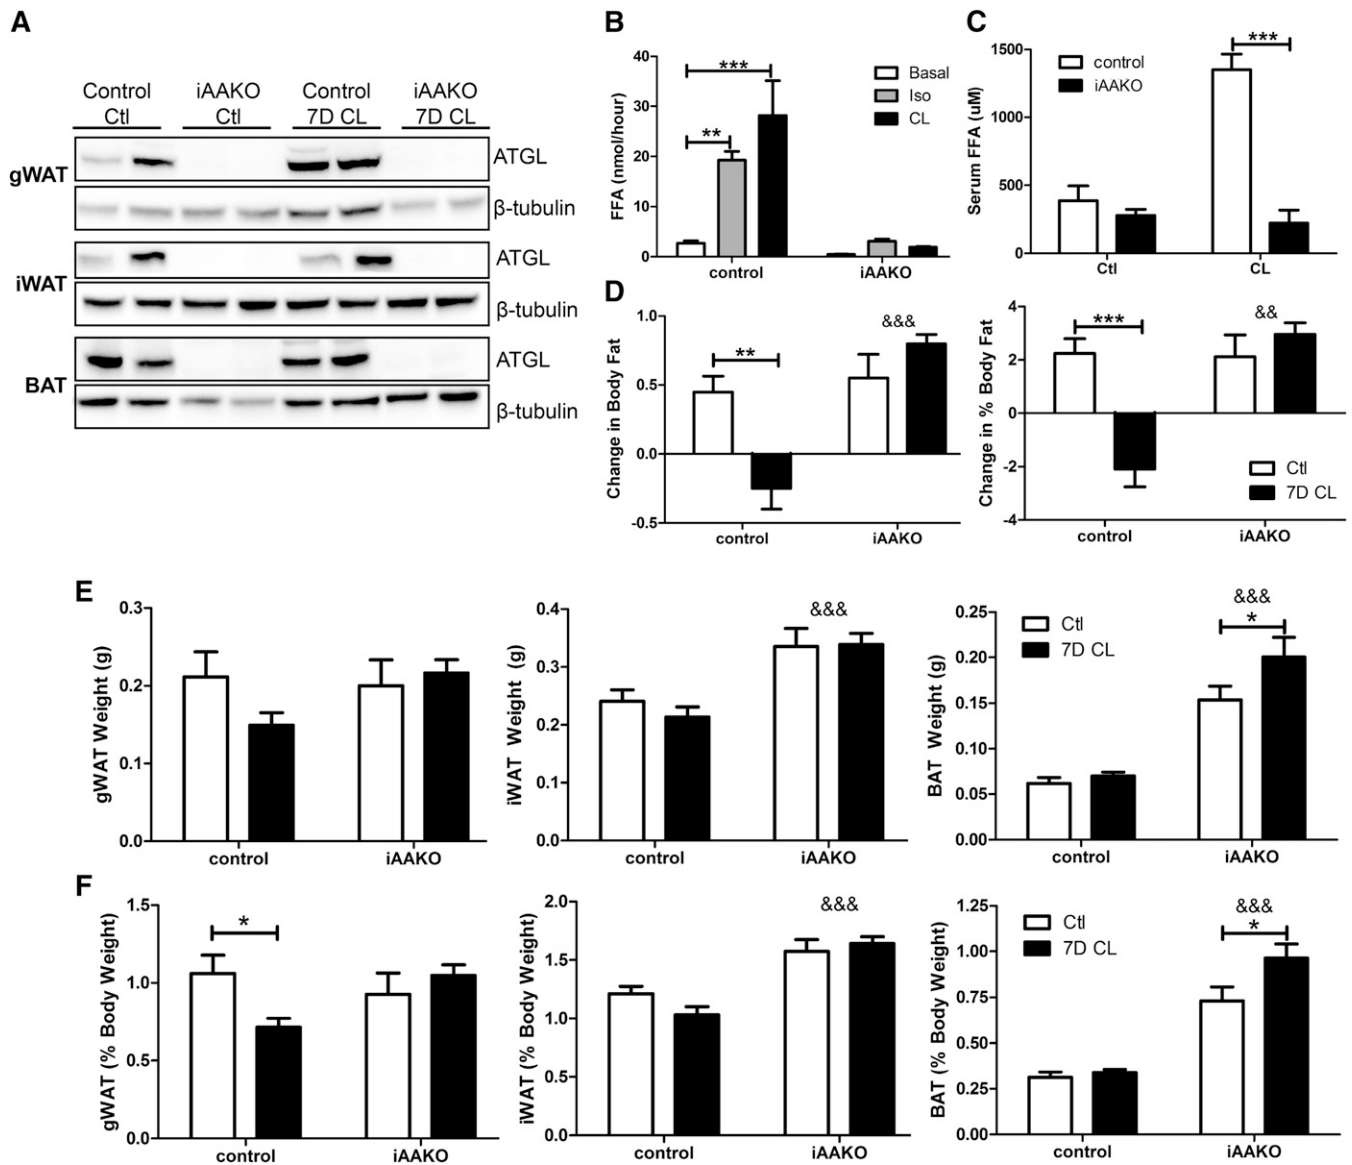 A
Control iAAKO Control iAAKO
Ctl Ctl 7D CL 7D CL
gWAT
ATGL
β-tubulin
iWAT
ATGL
β-tubulin
BAT
ATGL
β-tubulin
B
FFA (nmol/hour)
40
30
20
10
0
***
**
Basal
Iso
CL
control iAAKO
C
Serum FFA (uM)
1500
1000
500
0
***
control
iAAKO
Ctl CL
D
Change in Body Fat
1.0
0.5
0.0
-0.5
**
&&&
control iAAKO
Change in % Body Fat
4
2
0
-2
-4
***
&&
Ctl
7D CL
control iAAKO
E
gWAT Weight (g)
0.3
0.2
0.1
0.0
control iAAKO
iWAT Weight (g)
0.4
0.3
0.2
0.1
0.0
&&&
control iAAKO
BAT Weight (g)
0.25
0.20
0.15
0.10
0.05
0.00
Ctl
7D CL
&&&
*
control iAAKO
F
gWAT (% Body Weight)
1.5
1.0
0.5
0.0
*
control iAAKO
iWAT (% Body Weight)
2.0
1.5
1.0
0.5
0.0
&&&
control iAAKO
BAT (% Body Weight)
1.25
1.00
0.75
0.50
0.25
0.00
Ctl
7D CL
&&&
*
control iAAKO